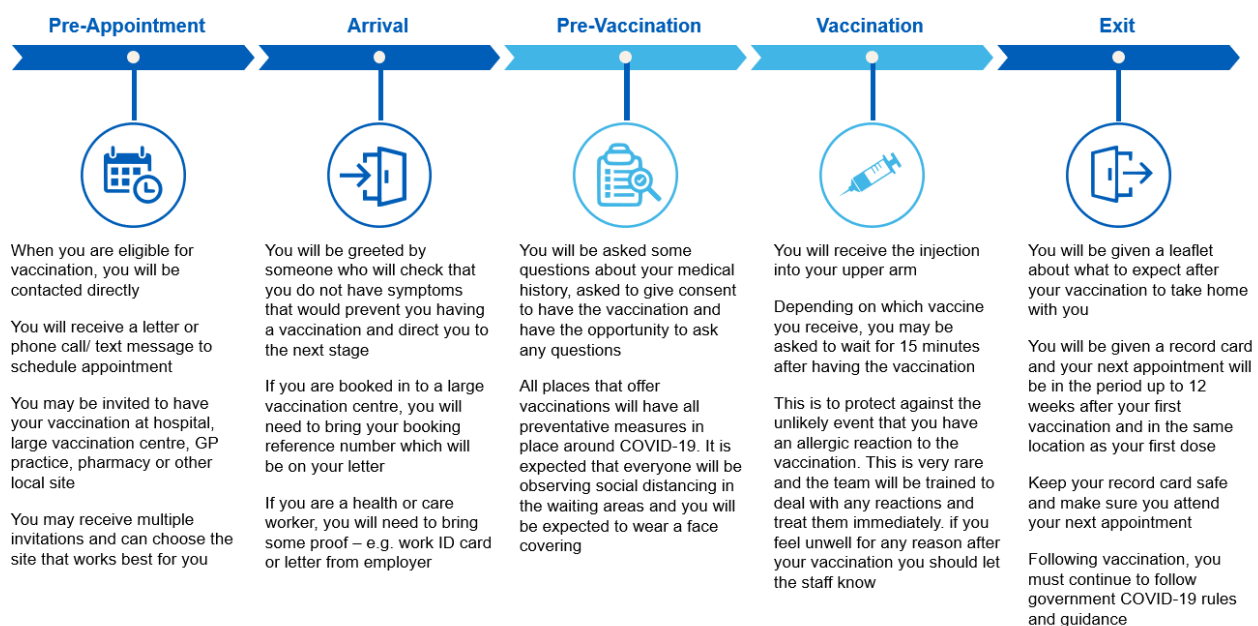 Pre-Appointment
Arrival
Pre-Vaccination
Vaccination
Exit
When you are eligible for
vaccination, you will be
contacted directly
You will receive a letter or
phone call/ text message to
schedule appointment
You may be invited to have
your vaccination at hospital,
large vaccination centre, GP
practice, pharmacy or other
local site
You may receive multiple
invitations and can choose the
site that works best for you
You will be greeted by
someone who will check that
you do not have symptoms
that would prevent you having
a vaccination and direct you to
the next stage
If you are booked in to a large
vaccination centre, you will
need to bring your booking
reference number which will
be on your letter
If you are a health or care
worker, you will need to bring
some proof – e.g. work ID card
or letter from employer
You will be asked some
questions about your medical
history, asked to give consent
to have the vaccination and
have the opportunity to ask
any questions
All places that offer
vaccinations will have all
preventative measures in
place around COVID-19. It is
expected that everyone will be
observing social distancing in
the waiting areas and you will
be expected to wear a face
covering
You will receive the injection
into your upper arm
Depending on which vaccine
you receive, you may be
asked to wait for 15 minutes
after having the vaccination
This is to protect against the
unlikely event that you have
an allergic reaction to the
vaccination. This is very rare
and the team will be trained to
deal with any reactions and
treat them immediately. if you
feel unwell for any reason after
your vaccination you should let
the staff know
You will be given a leaflet
about what to expect after
your vaccination to take home
with you
You will be given a record card
and your next appointment will
be in the period up to 12
weeks after your first
vaccination and in the same
location as your first dose
Keep your record card safe
and make sure you attend
your next appointment
Following vaccination, you
must continue to follow
government COVID-19 rules
and guidance